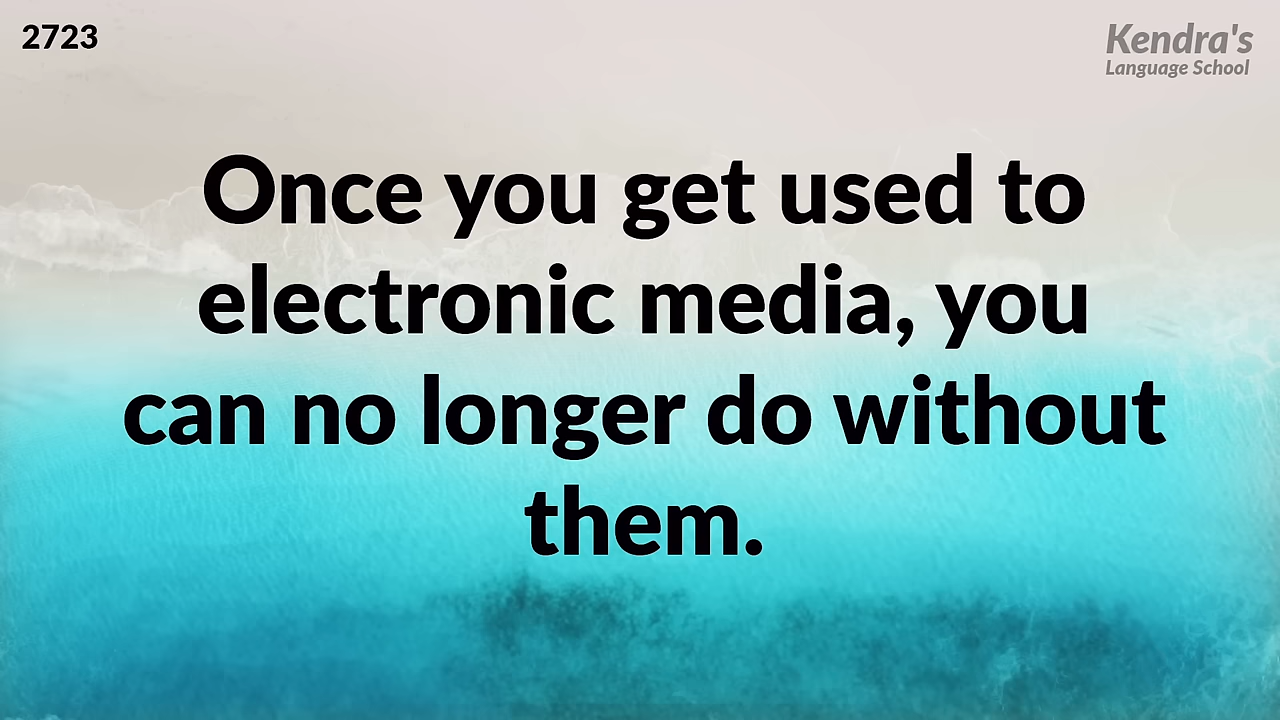 2723
Kendra's
Language School
Once you get used to
electronic media, you
can no longer do without
them.